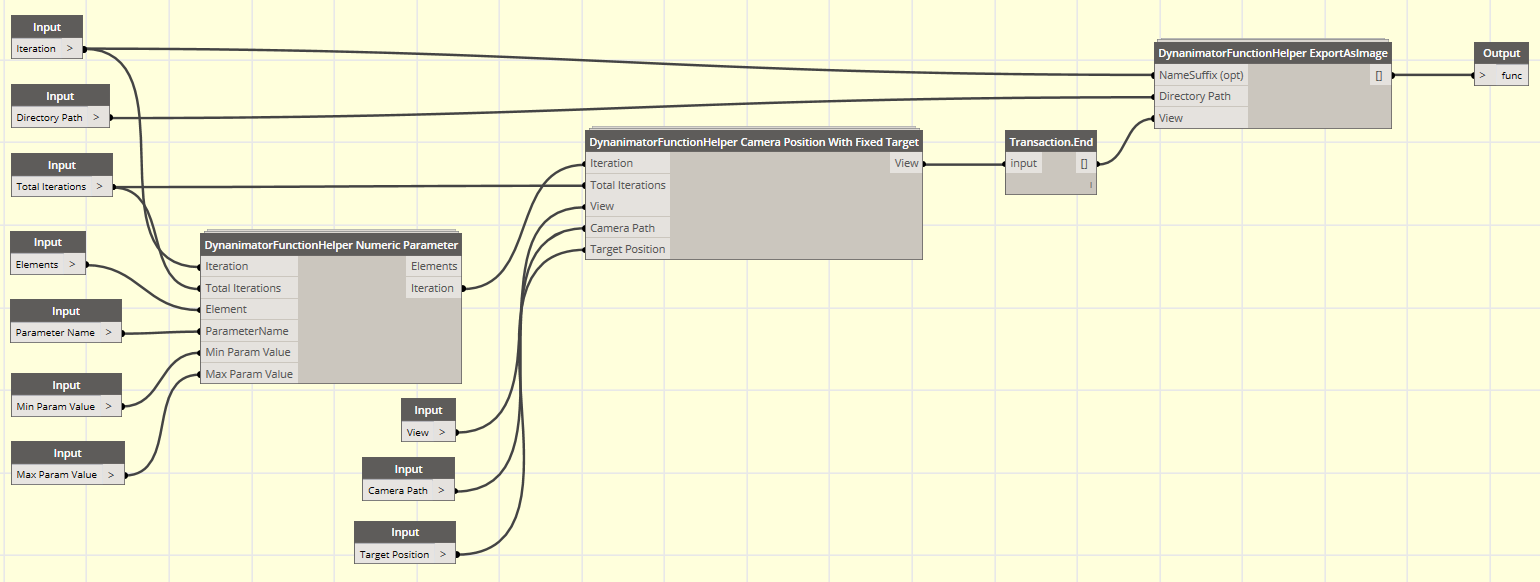 Input
Iteration >
Input
Directory Path >
Input
Total Iterations >
Input
Elements >
Input
Parameter Name >
Input
Min Param Value >
Input
Max Param Value >
DynanimatorFunctionHelper Numeric Parameter
Iteration
Total Iterations
Element
ParameterName
Min Param Value
Max Param Value
Elements
Iteration
Input
View >
Input
Camera Path >
Input
Target Position >
DynanimatorFunctionHelper Camera Position With Fixed Target
Iteration
Total Iterations
View
Camera Path
Target Position
View
Transaction.End
input []
l
DynanimatorFunctionHelper ExportAsImage
NameSuffix (opt) []
Directory Path
View
Output
> func